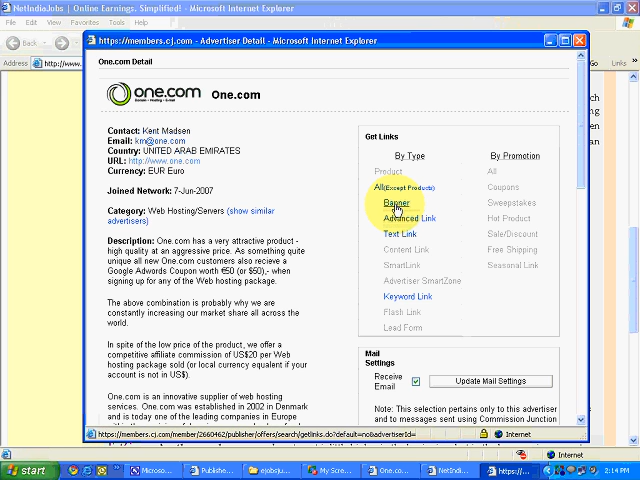 NetIndiaJobs | Online Earnings. Simplified! - Microsoft Internet Explorer
File Edit View Favorites Tools Help
Back
Address http://www.
Go Links
https://members.cj.com - Advertiser Detail - Microsoft Internet Explorer
One.com Detail
one.com
Domain • Hosting • E-mail
One.com
Contact: Kent Madsen
Email: km@one.com
Country: UNITED ARAB EMIRATES
URL: http://www.one.com
Currency: EUR Euro
Joined Network: 7-Jun-2007
Category: Web Hosting/Servers (show similar
advertisers)
Description: One.com has a very attractive product -
high quality at an aggressive price. As something quite
unique all new One.com customers also recieve a
Google Adwords Coupon worth €50 (or $50),- when
signing up for any of the Web hosting package.
The above combination is probably why we are
constantly increasing our market share all across the
world.
In spite of the low price of the product, we offer a
competitive affiliate commission of US$20 per Web
hosting package sold (or local currency equalient if your
account is not in US$).
One.com is an innovative supplier of web hosting
services. One.com was established in 2002 in Denmark
and is today one of the leading companies in Europe
Get Links
By Type By Promotion
Product All
All(Except Products) Coupons
Banner Sweepstakes
Advanced Link Hot Product
Text Link Sale/Discount
Content Link Free Shipping
SmartLink Seasonal Link
Advertiser SmartZone
Keyword Link
Flash Link
Lead Form
Mail
Settings
Receive
Email
Update Mail Settings
Note: This selection pertains only to this advertiser
and to messages sent using Commission Junction
https://members.cj.com/member/2660462/publisher/offers/search/getlinks.do?default=no&advertiserId=
Internet
Internet
start
Microso...
Publishe...
ejobsju...
My Scre...
One.co...
NetIndi...
https:/...
2:14 PM